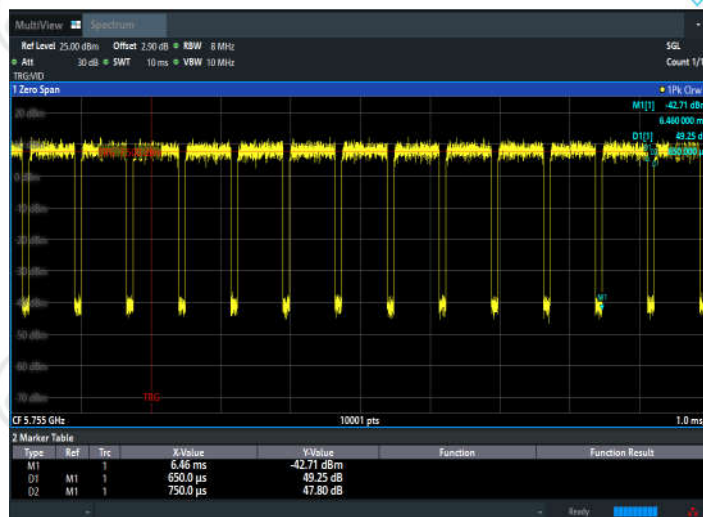 MultiView Spectrum
Ref Level 25.00 dBm Offset 2.90 dB RBW 8 MHz SGL
Att 30 dB SWT 10 ms VBW 10 MHz Count 1/1
TRG:VID
1 Zero Span 1Pk Clrw
M1[1] -42.71 dBm
6.460 000 m
D1[1] 49.25 d
650.000 µs
20 dBm
0 dBm
-10 dBm
-20 dBm
-30 dBm
-40 dBm
M1
-50 dBm
-60 dBm
-70 dBm
TRG
CF 5.755 GHz 10001 pts 1.0 ms
2 Marker Table
Type Ref Trc X-Value Y-Value Function Function Result
M1 1 6.46 ms -42.71 dBm
D1 M1 1 650.0 µs 49.25 dB
D2 M1 1 750.0 µs 47.80 dB
Ready